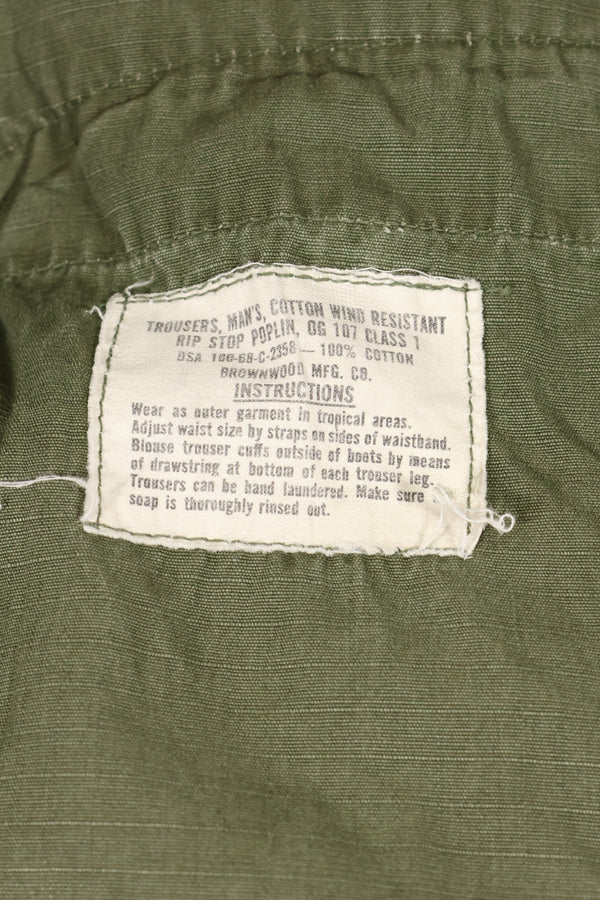 TROUSERS, MAN'S, COTTON WIND RESISTANT
RIP STOP POPLIN, OG 107 CLASS 1
DSA 100-68-C-2358 — 100% COTTON
BROWNWOOD MFG. CO.
INSTRUCTIONS
Wear as outer garment in tropical areas.
Adjust waist size by straps on sides of waistband.
Blouse trouser cuffs outside of boots by means
of drawstring at bottom of each trouser leg.
Trousers can be hand laundered. Make sure
soap is thoroughly rinsed out.